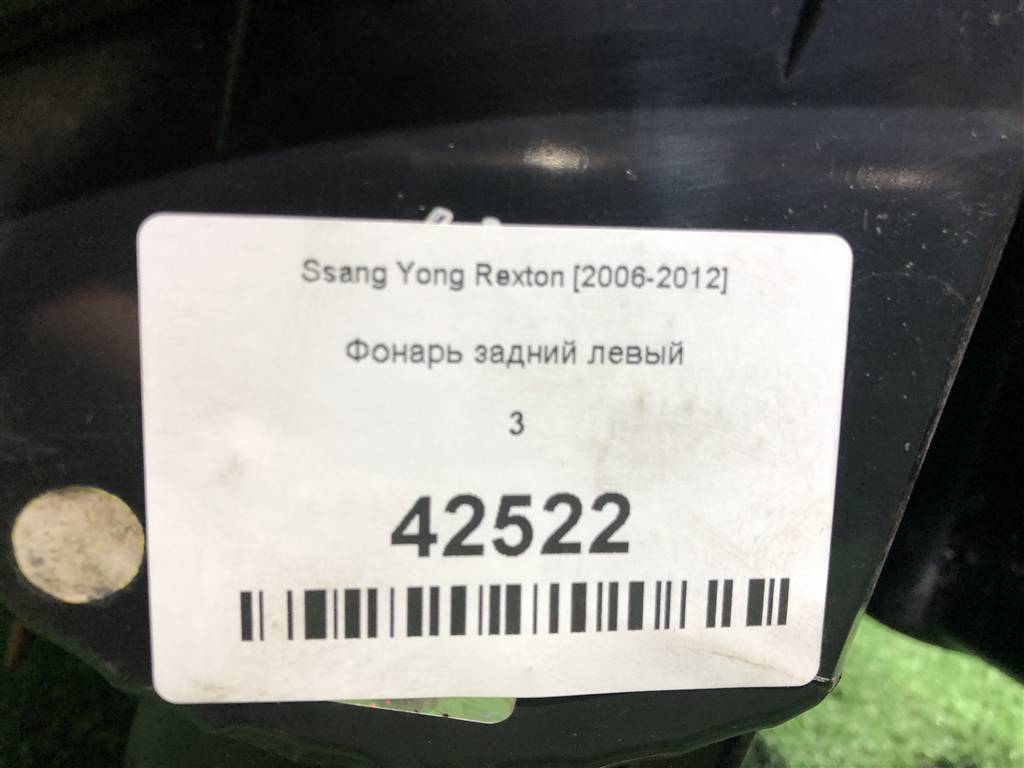 Ssang Yong Rexton [2006-2012]
Фонарь задний левый
3
42522